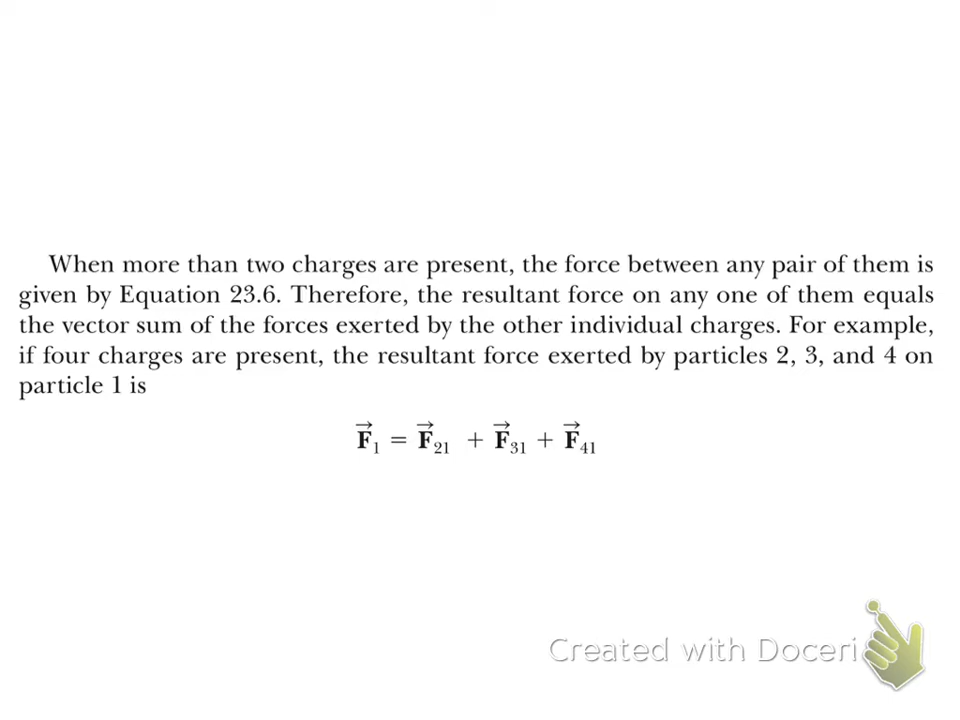 When more than two charges are present, the force between any pair of them is
given by Equation 23.6. Therefore, the resultant force on any one of them equals
the vector sum of the forces exerted by the other individual charges. For example,
if four charges are present, the resultant force exerted by particles 2, 3, and 4 on
particle 1 is
F⃗₁ = F⃗₂₁ + F⃗₃₁ + F⃗₄₁
Created with Doceri